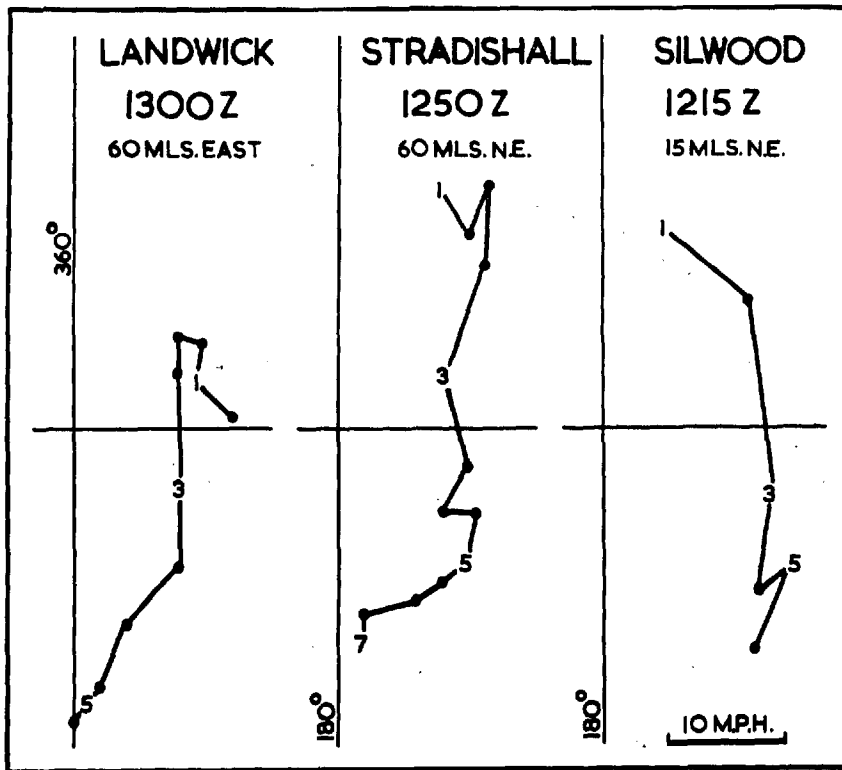 LANDWICK
1300Z
60 MLS. EAST
STRADISHALL
1250Z
60 MLS. N.E.
SILWOOD
1215 Z
15 MLS. N.E.
360°
1
3
5
180°
1
3
5
7
180°
1
3
5
10 M.P.H.